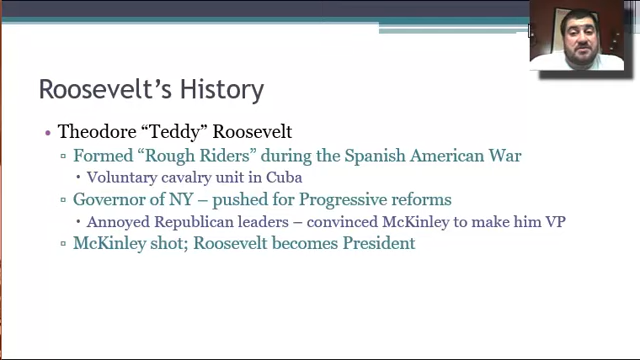 Roosevelt's History
• Theodore “Teddy” Roosevelt
▫ Formed “Rough Riders” during the Spanish American War
• Voluntary cavalry unit in Cuba
▫ Governor of NY – pushed for Progressive reforms
• Annoyed Republican leaders – convinced McKinley to make him VP
▫ McKinley shot; Roosevelt becomes President